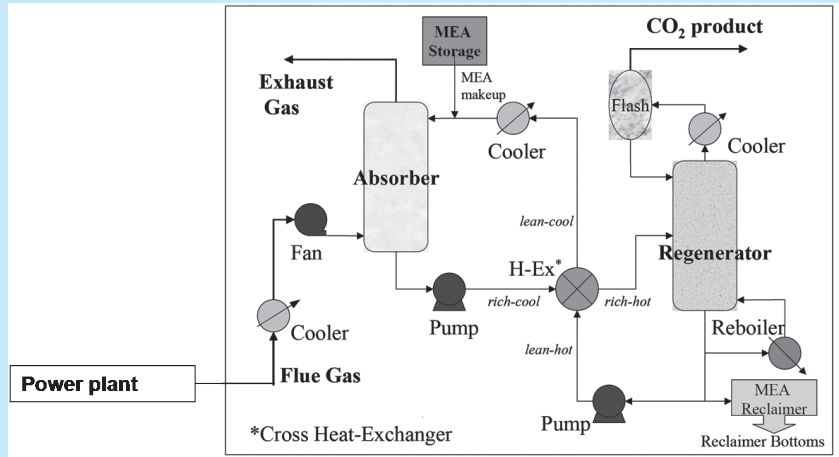 CO₂ product
MEA
Storage
Exhaust
Gas
MEA
makeup
Flash
Cooler
Cooler
Absorber
lean-cool
Fan
H-Ex*
Regenerator
rich-cool
rich-hot
Cooler
Pump
Reboiler
lean-hot
Power plant
Flue Gas
MEA
Reclaimer
Pump
*Cross Heat-Exchanger
Reclaimer Bottoms